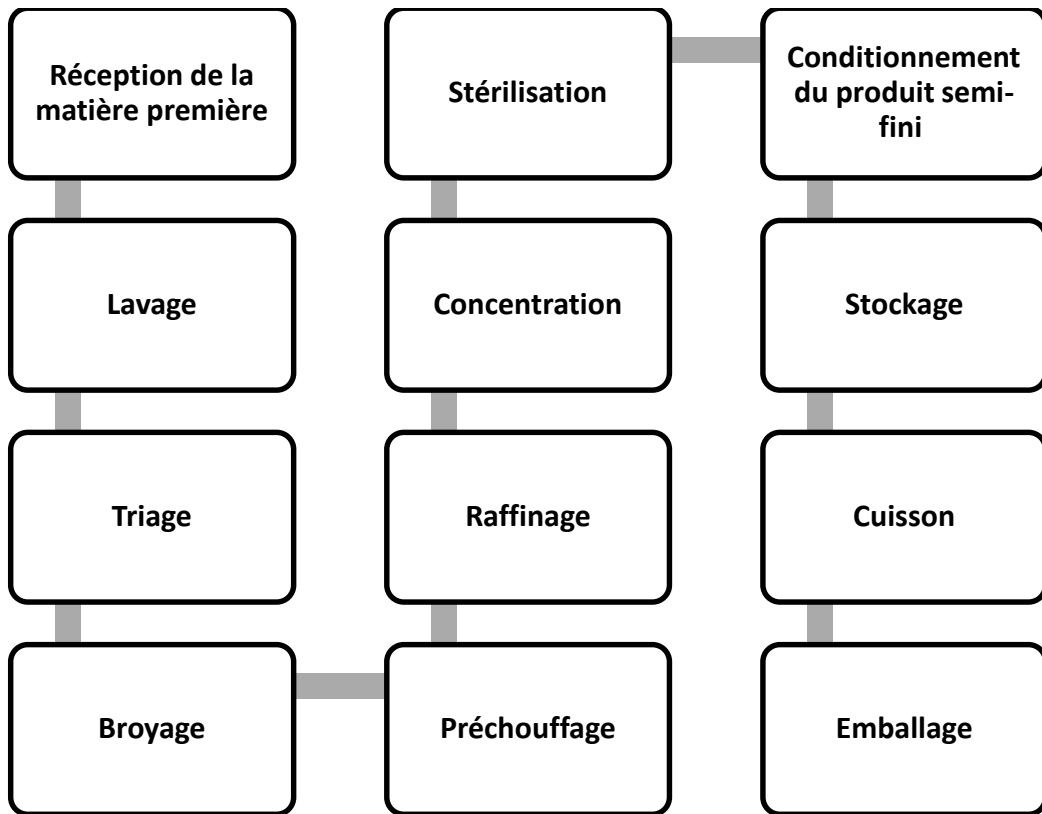 Réception de la
matière première
Lavage
Triage
Broyage
Préchouffage
Raffinage
Concentration
Stérilisation
Conditionnement
du produit semi-
fini
Stockage
Cuisson
Emballage